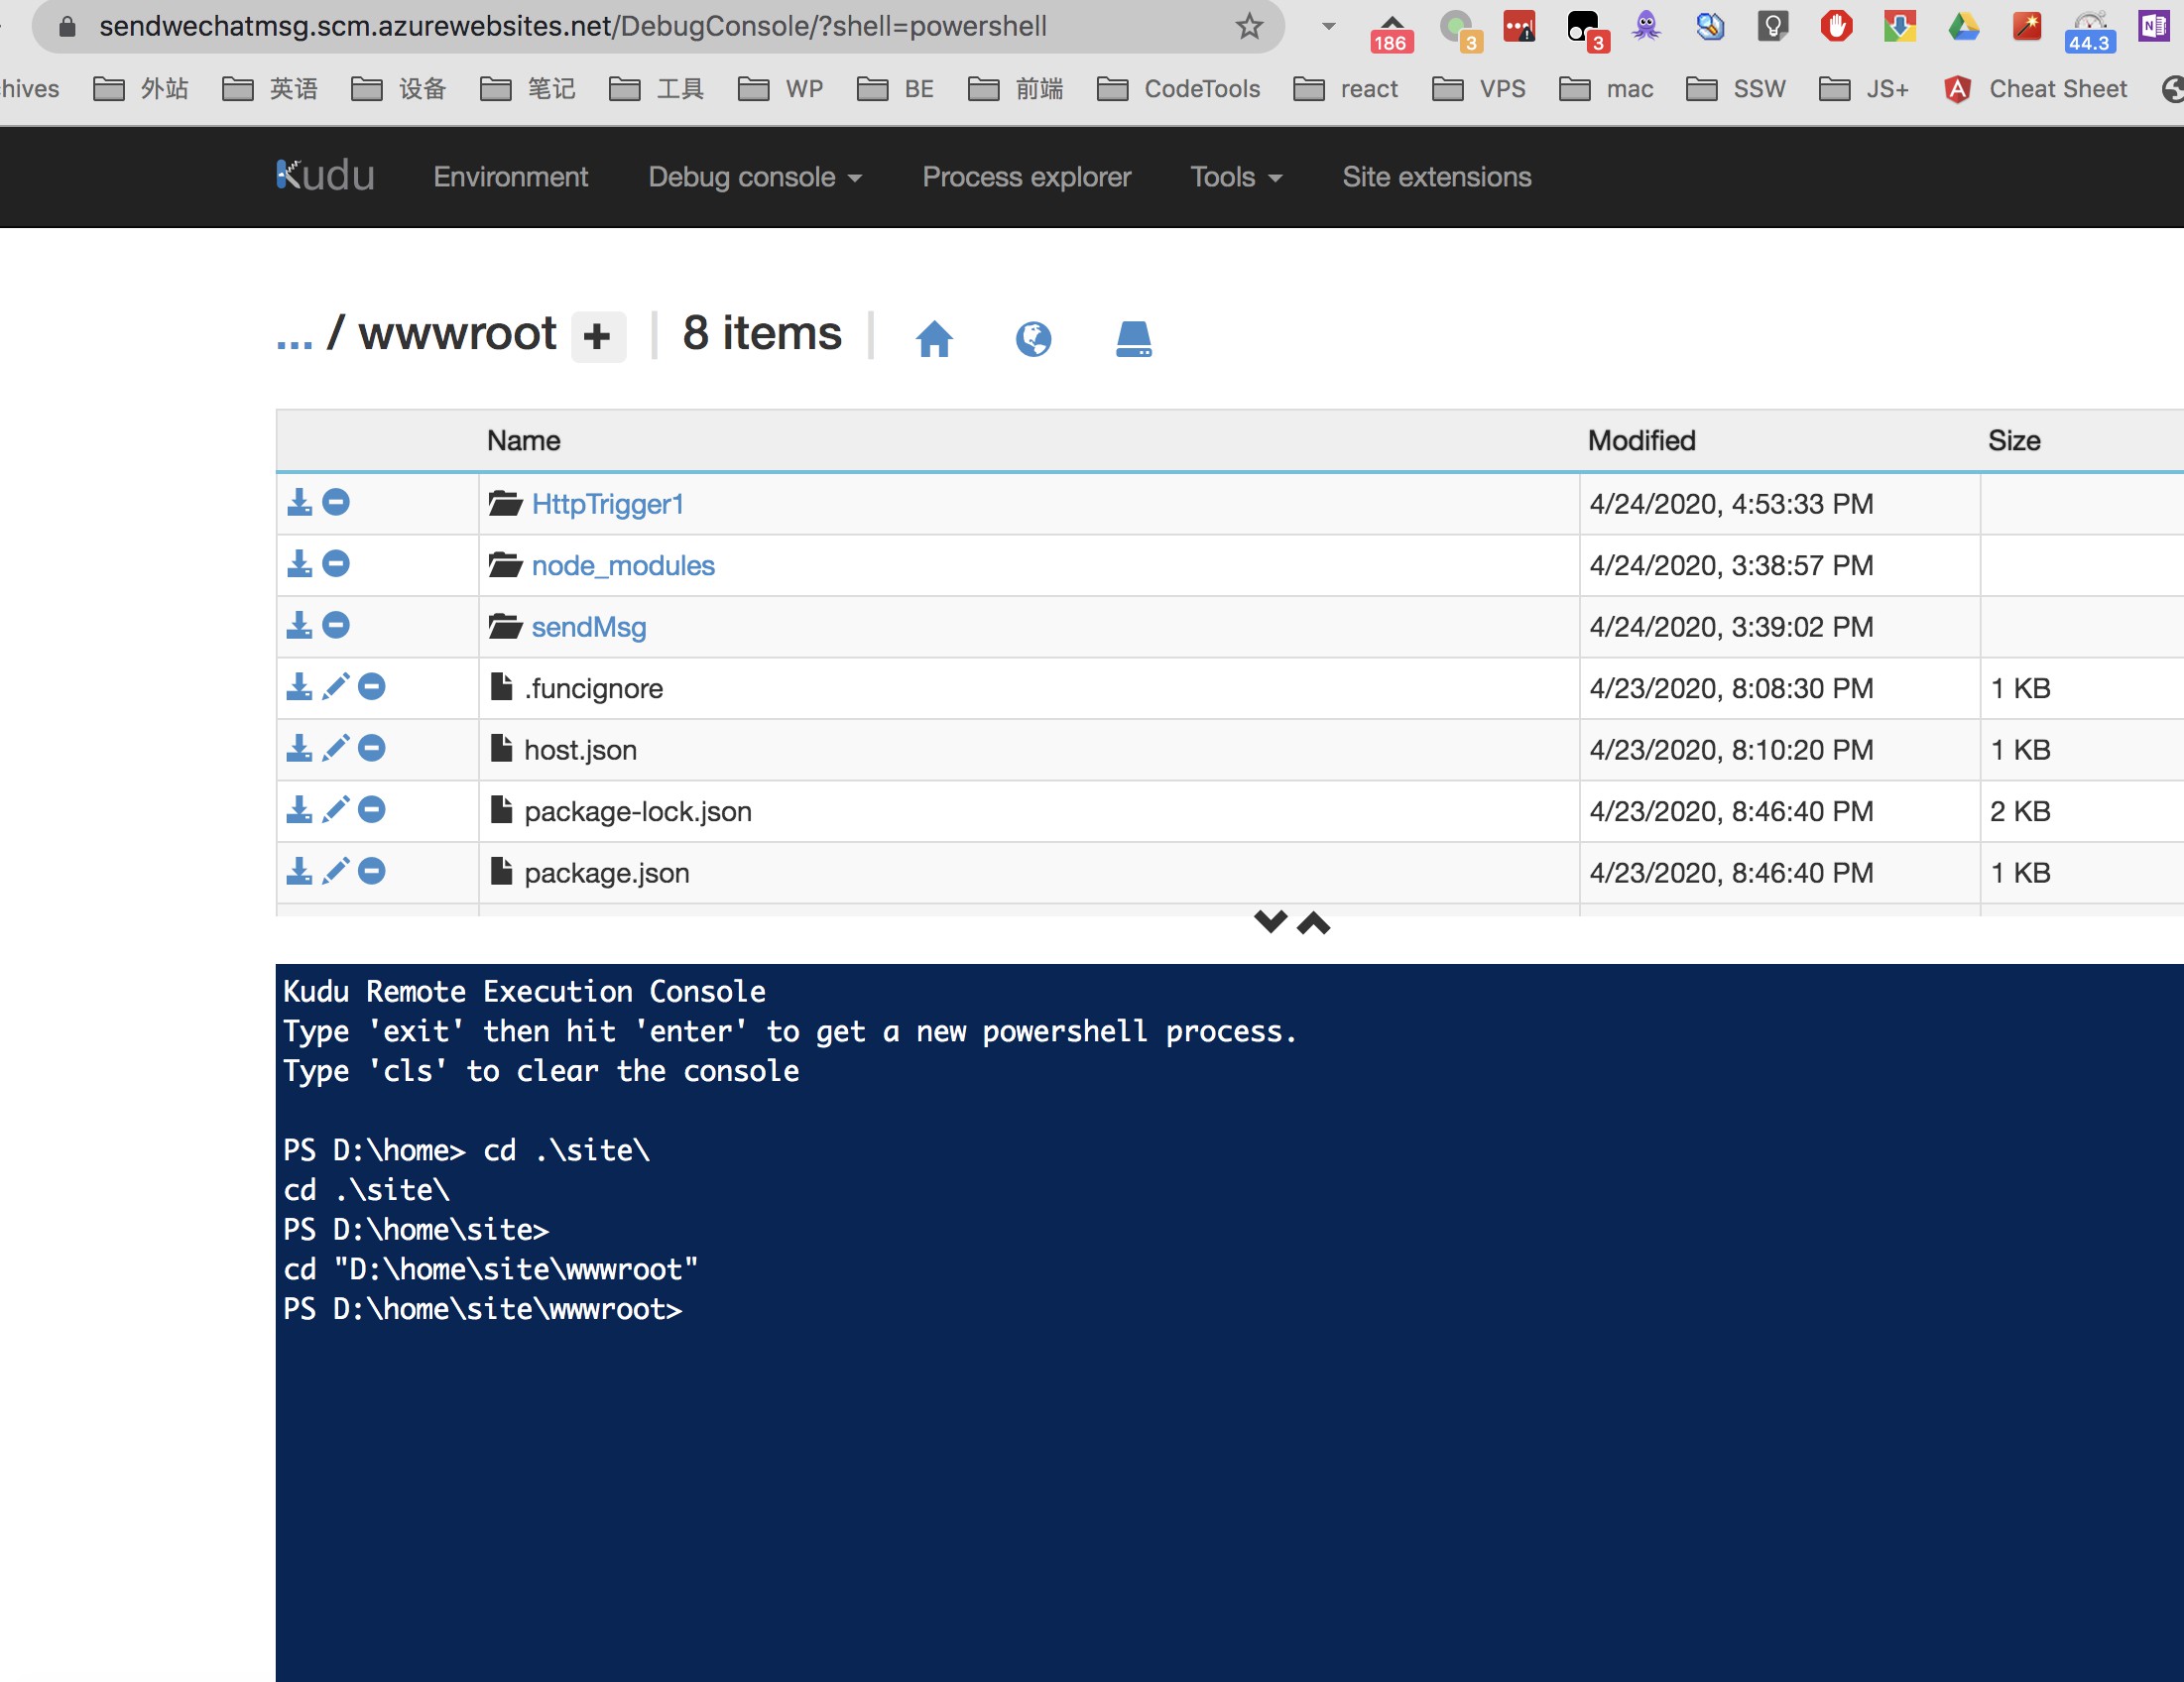 sendwechatmsg.scm.azurewebsites.net/DebugConsole/?shell=powershell
186 3 3 44.3
hives 外站 英语 设备 笔记 工具 WP BE 前端 CodeTools react VPS mac SSW JS+ Cheat Sheet
Kudu Environment Debug console Process explorer Tools Site extensions
... / wwwroot + | 8 items |
Name Modified Size
HttpTrigger1 4/24/2020, 4:53:33 PM
node_modules 4/24/2020, 3:38:57 PM
sendMsg 4/24/2020, 3:39:02 PM
.funcignore 4/23/2020, 8:08:30 PM 1 KB
host.json 4/23/2020, 8:10:20 PM 1 KB
package-lock.json 4/23/2020, 8:46:40 PM 2 KB
package.json 4/23/2020, 8:46:40 PM 1 KB
Kudu Remote Execution Console
Type 'exit' then hit 'enter' to get a new powershell process.
Type 'cls' to clear the console
PS D:\home> cd .\site\
cd .\site\
PS D:\home\site>
cd "D:\home\site\wwwroot"
PS D:\home\site\wwwroot>